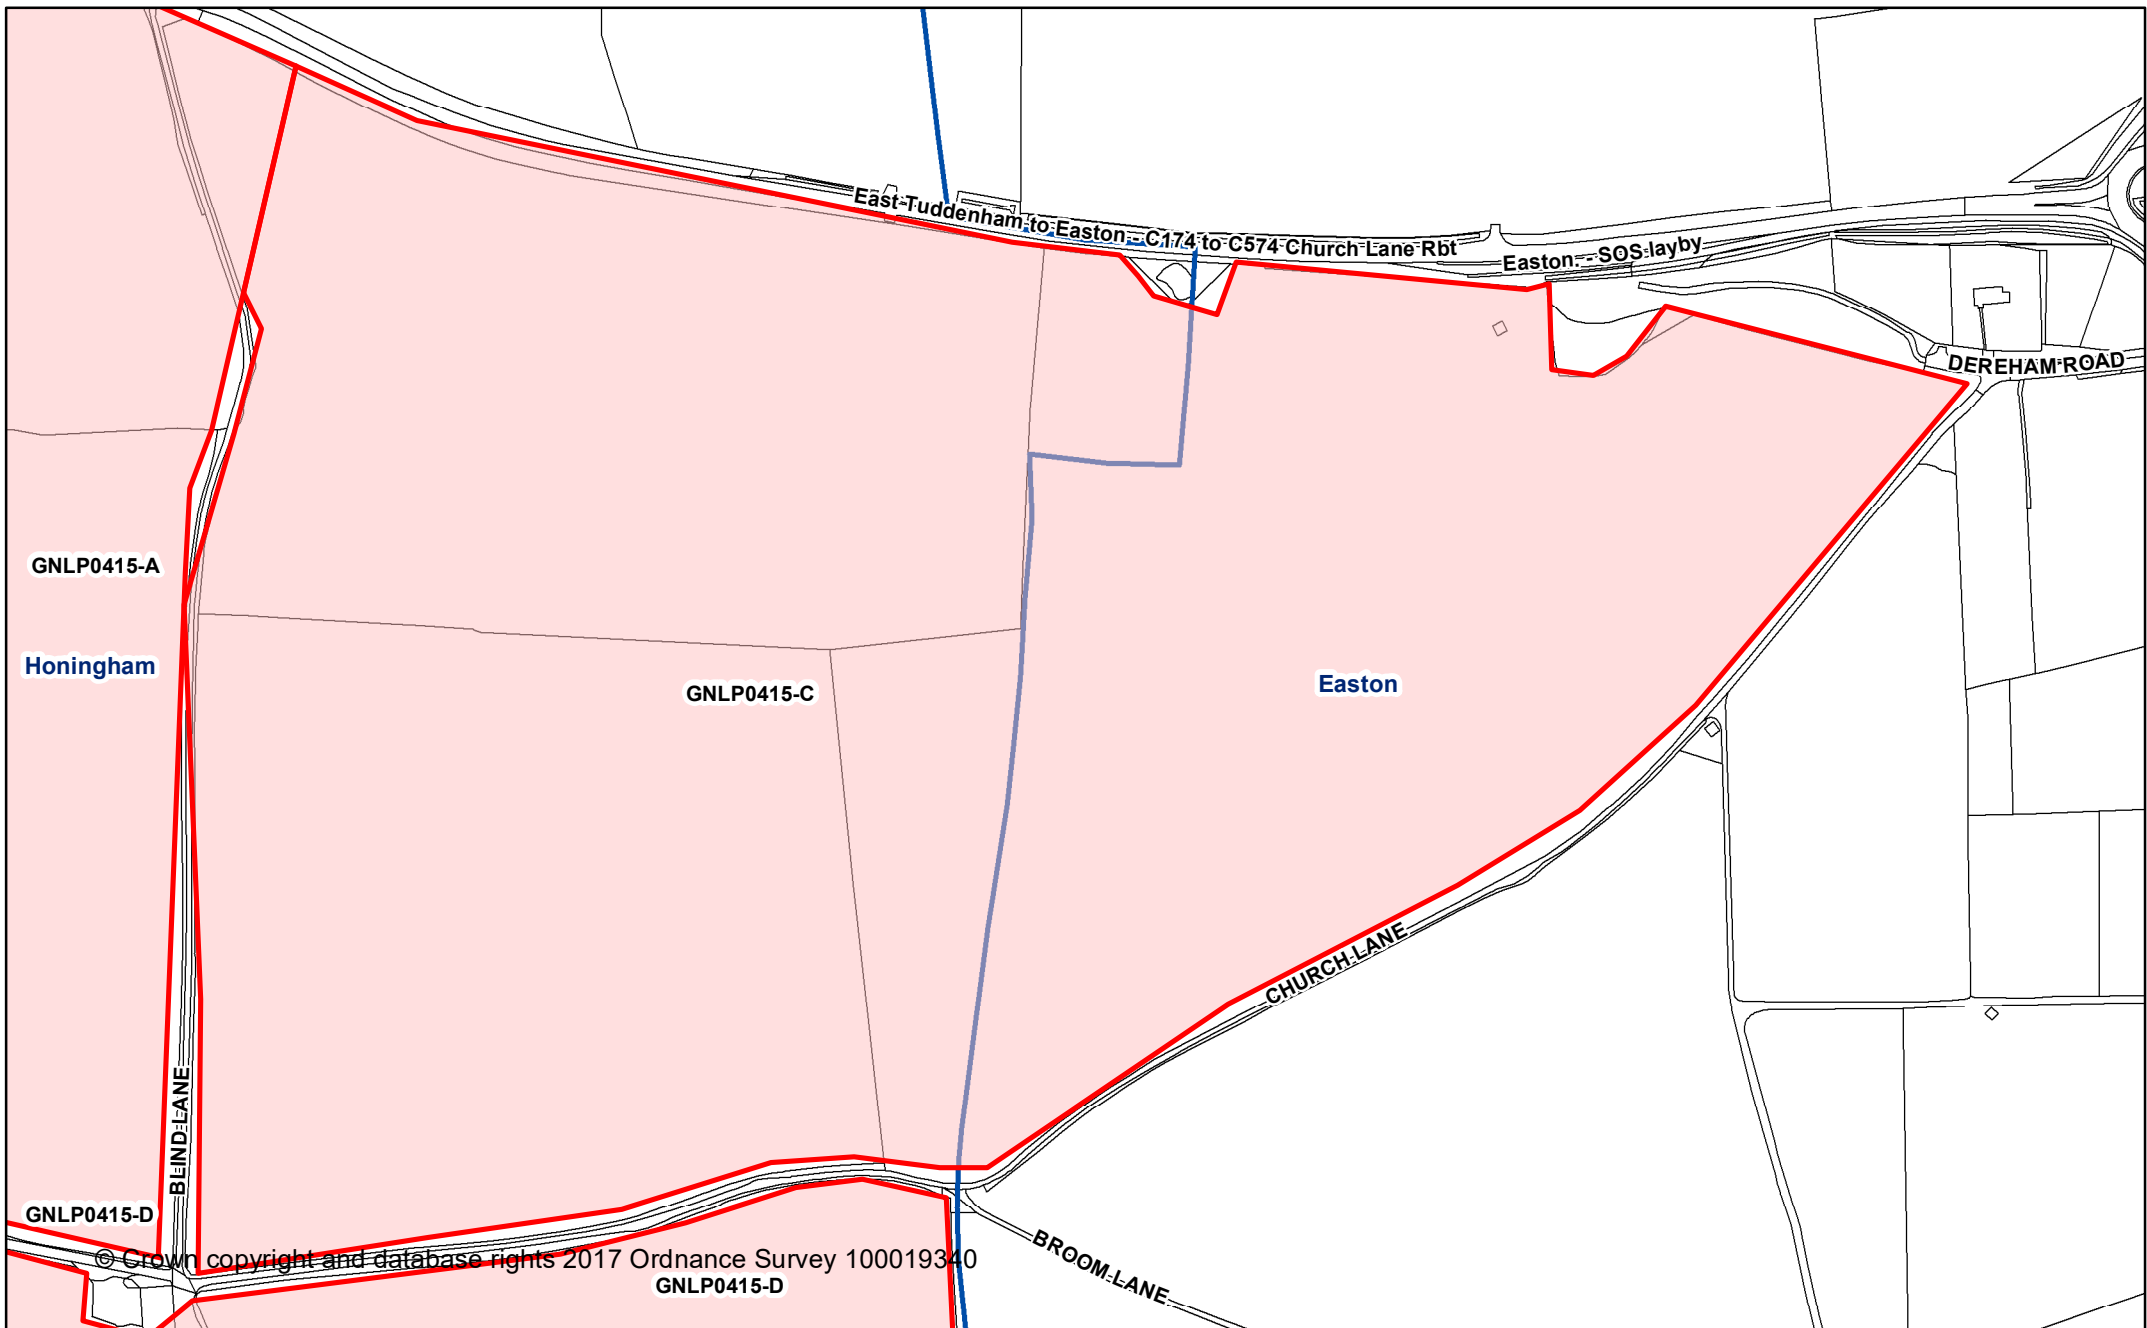 East Tuddenham to Easton - C174 to C574 Church Lane Rbt
Easton: - SOS layby
DEREHAM ROAD
GNLP0415-A
Honingham
GNLP0415-C
Easton
CHURCH LANE
BLIND LANE
GNLP0415-D
© Crown copyright and database rights 2017 Ordnance Survey 100019340
GNLP0415-D
BROOM LANE